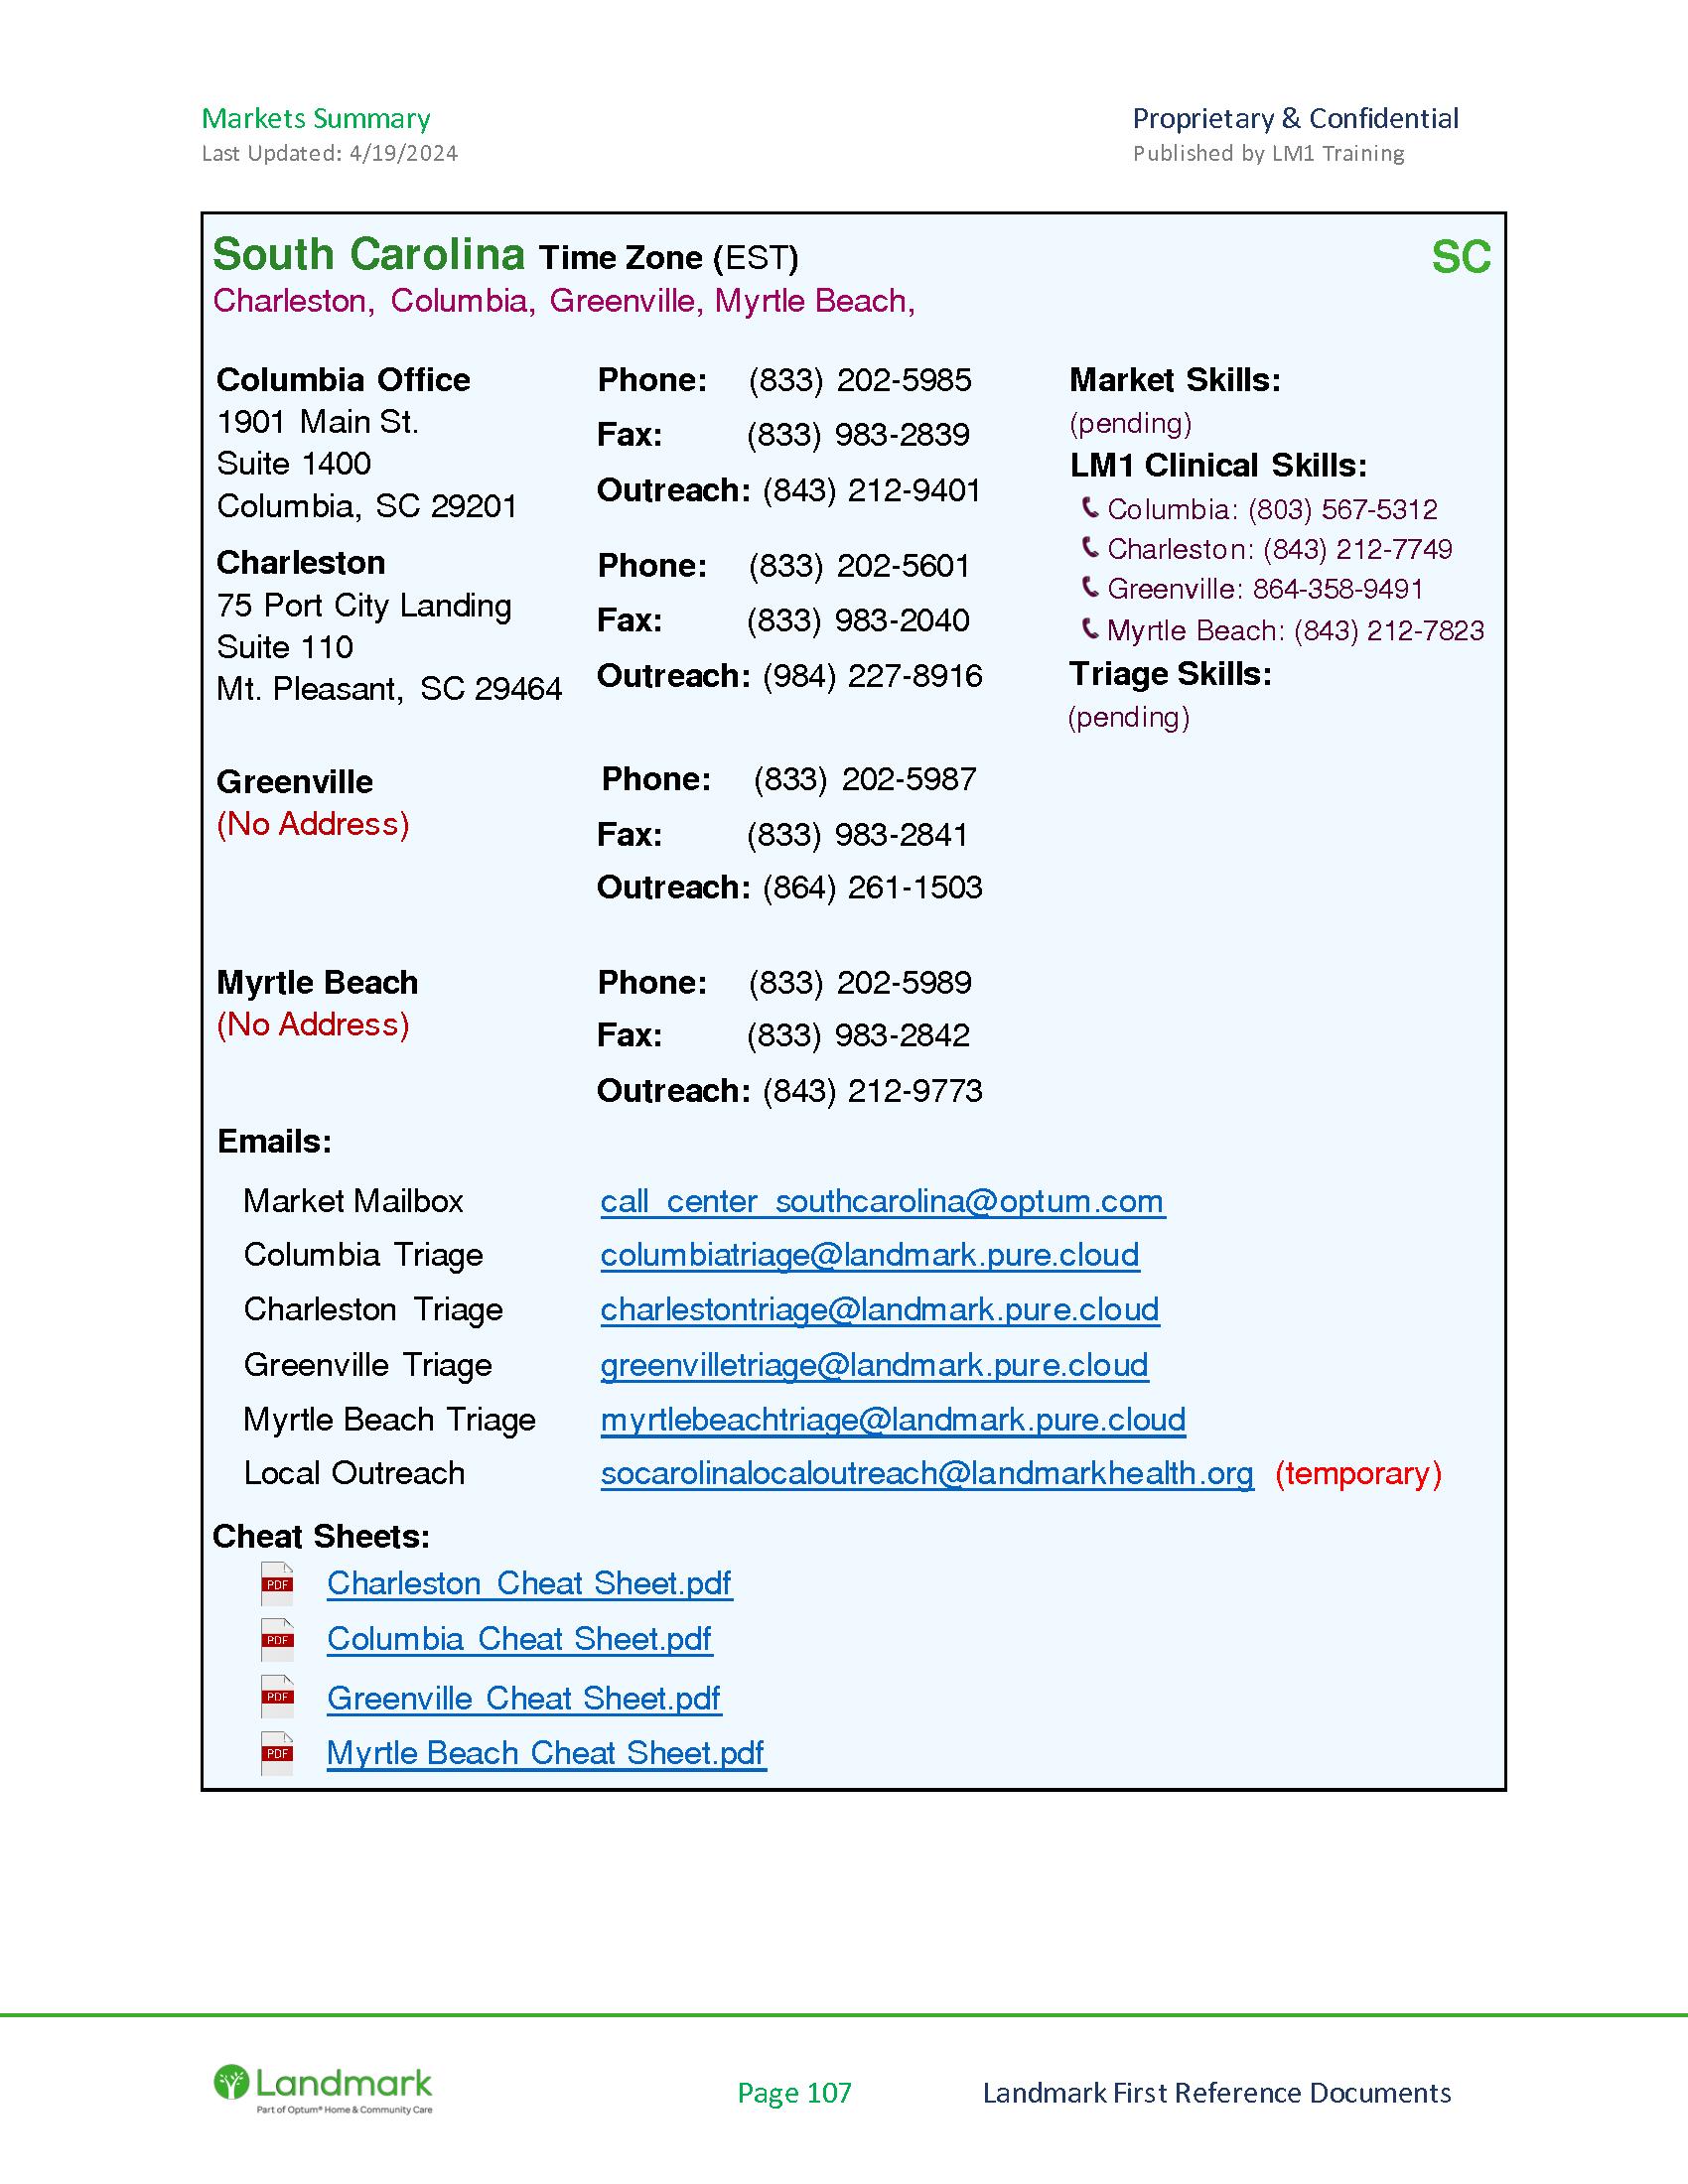 Markets Summary
Last Updated: 4/19/2024
Proprietary & Confidential
Published by LM1 Training
South Carolina Time Zone (EST)
SC
Charleston, Columbia, Greenville, Myrtle Beach,
Columbia Office
1901 Main St.
Suite 1400
Columbia, SC 29201
Phone: (833) 202-5985
Fax: (833) 983-2839
Outreach: (843) 212-9401
Charleston
75 Port City Landing
Suite 110
Mt. Pleasant, SC 29464
Phone: (833) 202-5601
Fax: (833) 983-2040
Outreach: (984) 227-8916
Market Skills:
(pending)
LM1 Clinical Skills:
Columbia: (803) 567-5312
Charleston: (843) 212-7749
Greenville: 864-358-9491
Myrtle Beach: (843) 212-7823
Triage Skills:
(pending)
Greenville
(No Address)
Phone: (833) 202-5987
Fax: (833) 983-2841
Outreach: (864) 261-1503
Myrtle Beach
(No Address)
Phone: (833) 202-5989
Fax: (833) 983-2842
Outreach: (843) 212-9773
Emails:
Market Mailbox call_center_southcarolina@optum.com
Columbia Triage columbiatriage@landmark.pure.cloud
Charleston Triage charlestontriage@landmark.pure.cloud
Greenville Triage greenvilletriage@landmark.pure.cloud
Myrtle Beach Triage myrtlebeachtriage@landmark.pure.cloud
Local Outreach socarolinalocaloutreach@landmarkhealth.org (temporary)
Cheat Sheets:
PDF Charleston Cheat Sheet.pdf
PDF Columbia Cheat Sheet.pdf
PDF Greenville Cheat Sheet.pdf
PDF Myrtle Beach Cheat Sheet.pdf
Landmark
Part of Optum® Home & Community Care
Page 107
Landmark First Reference Documents